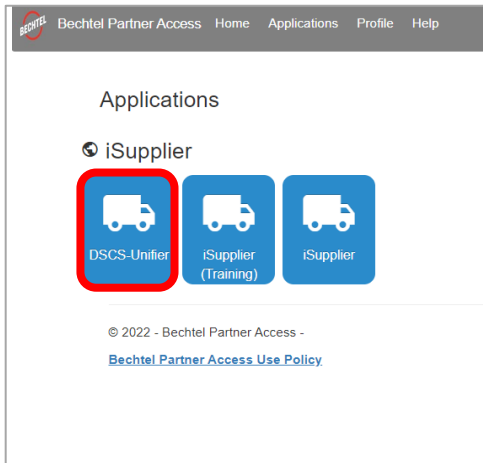 BECHTEL
Bechtel Partner Access Home Applications Profile Help
Applications
iSupplier
DSCS-Unifier
iSupplier
(Training)
iSupplier
© 2022 - Bechtel Partner Access -
Bechtel Partner Access Use Policy